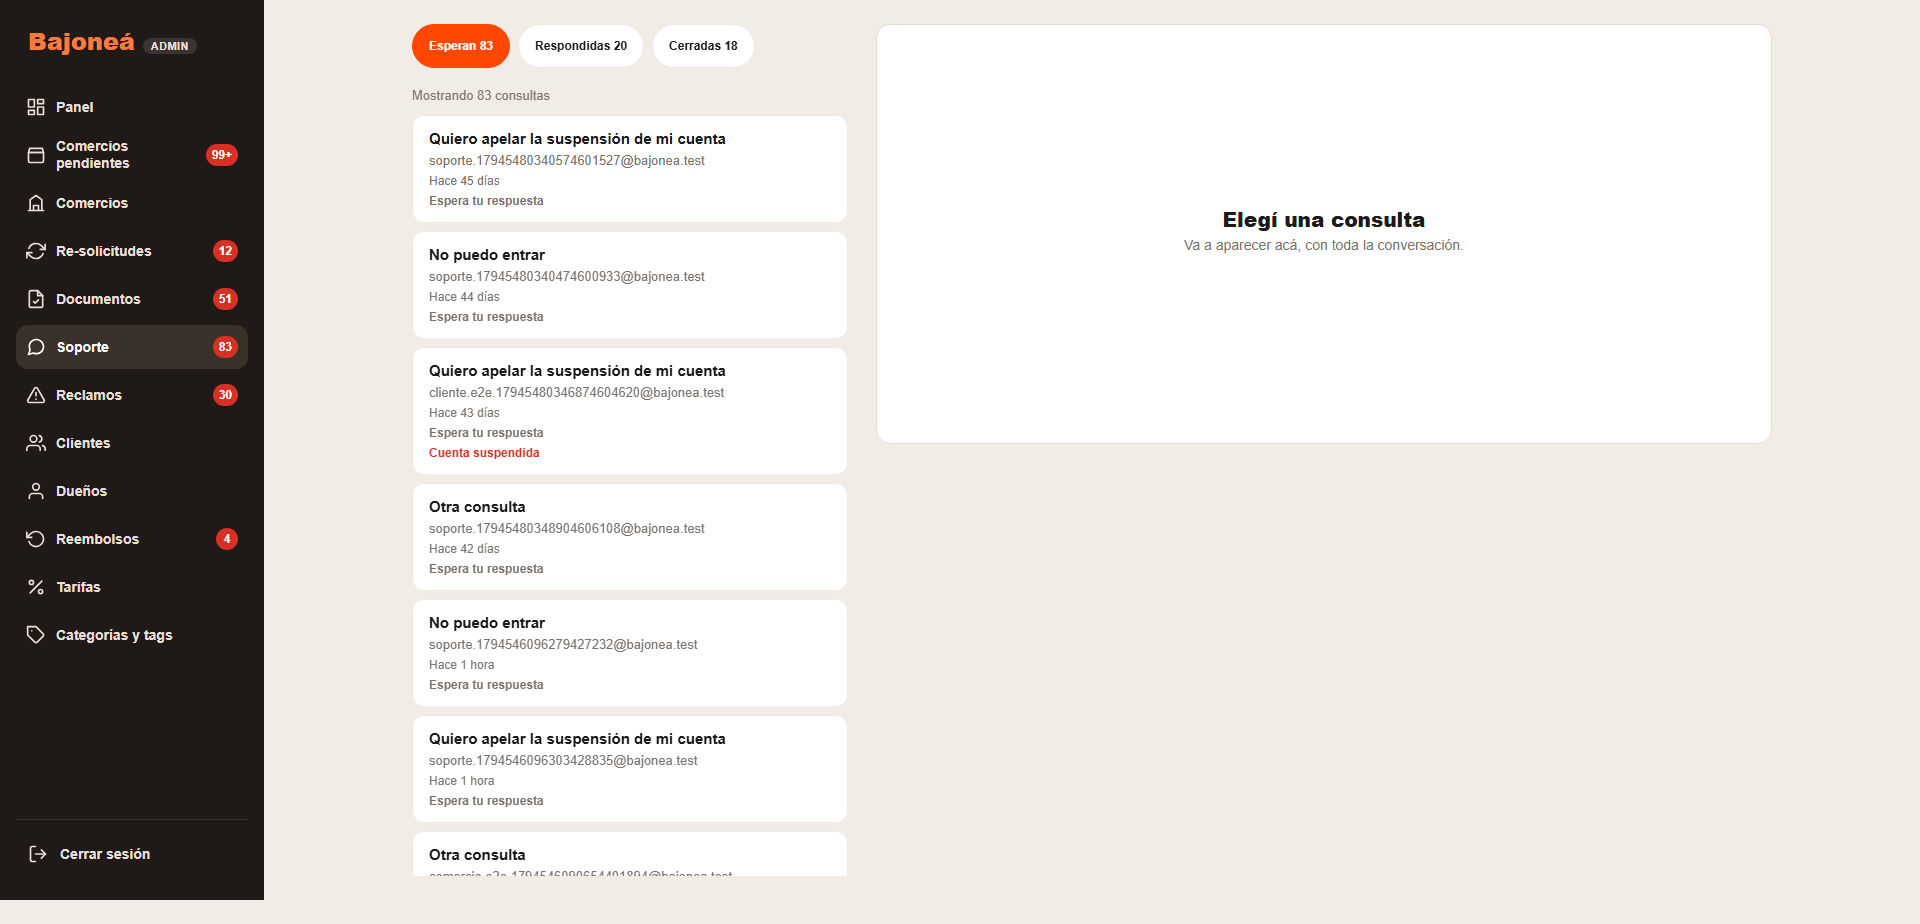 Bajoneá ADMIN
Panel
Comercios
pendientes
99+
Comercios
Re-solicitudes 12
Documentos 51
Soporte 83
Reclamos 30
Clientes
Dueños
Reembolsos 4
Tarifas
Categorías y tags
Cerrar sesión
Esperan 83
Respondidas 20
Cerradas 18
Mostrando 83 consultas
Quiero apelar la suspensión de mi cuenta
soporte.17945480340574601527@bajonea.test
Hace 45 días
Espera tu respuesta
No puedo entrar
soporte.17945480340474600933@bajonea.test
Hace 44 días
Espera tu respuesta
Quiero apelar la suspensión de mi cuenta
cliente.e2e.17945480346874604620@bajonea.test
Hace 43 días
Espera tu respuesta
Cuenta suspendida
Otra consulta
soporte.17945480348904606108@bajonea.test
Hace 42 días
Espera tu respuesta
No puedo entrar
soporte.1794546096279427232@bajonea.test
Hace 1 hora
Espera tu respuesta
Quiero apelar la suspensión de mi cuenta
soporte.1794546096303428835@bajonea.test
Hace 1 hora
Espera tu respuesta
Otra consulta
Elegí una consulta
Va a aparecer acá, con toda la conversación.